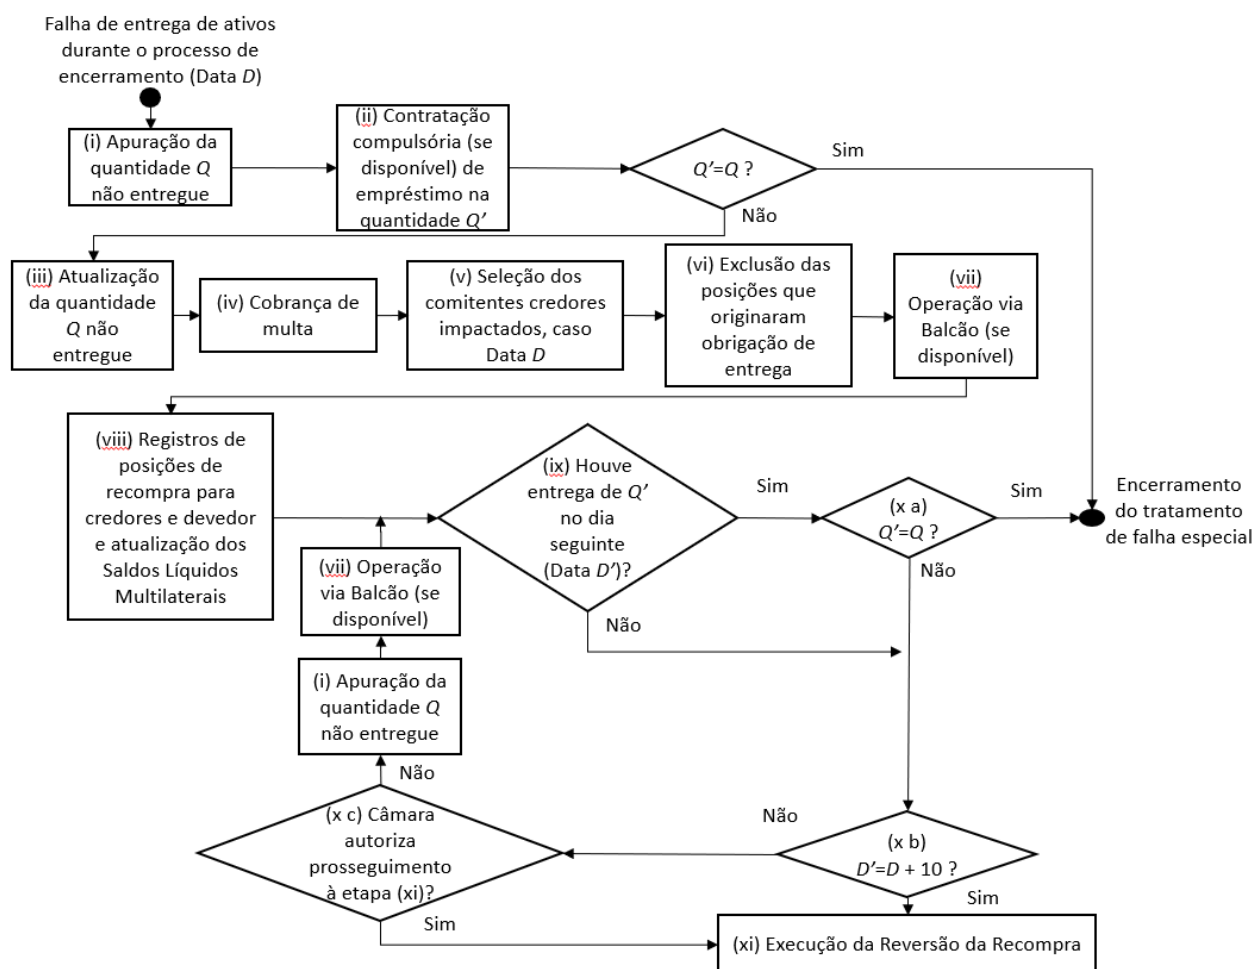 Falha de entrega de ativos
durante o processo de
encerramento (Data D)
(i) Apuração da
quantidade Q
não entregue
(ii) Contratação
compulsória (se
disponível) de
empréstimo na
quantidade Q’
Q’=Q ?
Sim
Não
(iii) Atualização
da quantidade
Q não
entregue
(iv) Cobrança de
multa
(v) Seleção dos
comitentes credores
impactados, caso
Data D
(vi) Exclusão das
posições que
originaram
obrigação de
entrega
(vii)
Operação via
Balcão (se
disponível)
(viii) Registros de
posições de
recompra para
credores e devedor
e atualização dos
Saldos Líquidos
Multilaterais
(ix) Houve
entrega de Q’
no dia
seguinte
(Data D’)?
Sim
Não
(x a)
Q’=Q ?
Sim
Não
Encerramento
do tratamento
de falha especial
(vii) Operação
via Balcão (se
disponível)
(i) Apuração da
quantidade Q
não entregue
Não
(x c) Câmara
autoriza
prosseguimento
à etapa (xi)?
Sim
Não
(x b)
D’=D + 10 ?
Sim
(xi) Execução da Reversão da Recompra